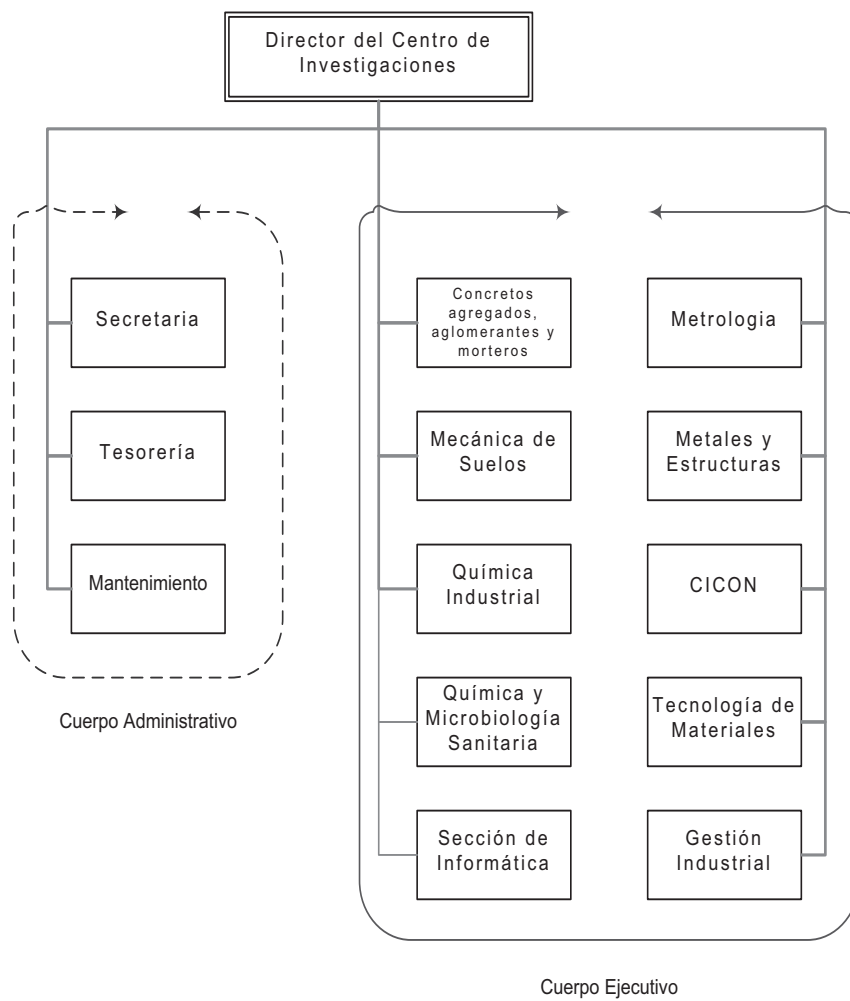 Director del Centro de
Investigaciones
Secretaria
Tesorería
Mantenimiento
Cuerpo Administrativo
Concretos
agregados,
aglomerantes y
morteros
Mecánica de
Suelos
Química
Industrial
Química y
Microbiología
Sanitaria
Sección de
Informática
Metrologia
Metales y
Estructuras
CICON
Tecnología de
Materiales
Gestión
Industrial
Cuerpo Ejecutivo